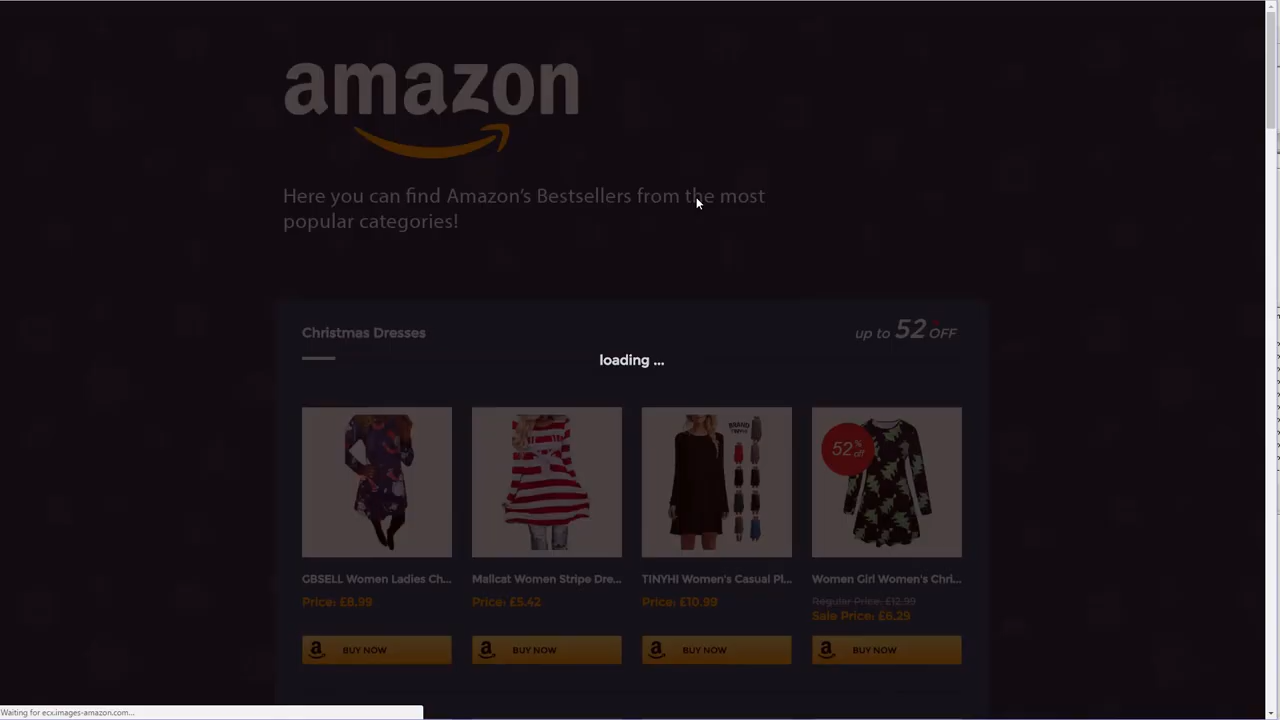 amazon
Here you can find Amazon's Bestsellers from the most
popular categories!
Christmas Dresses
up to 52% OFF
loading ...
52% off
GBSELL Women Ladies Ch...
Mallcat Women Stripe Dre...
TINYHI Women's Casual Pl...
Women Girl Women's Chri...
Price: £8.99
Price: £5.42
Price: £10.99
Regular Price: £12.99
Sale Price: £6.29
BUY NOW
BUY NOW
BUY NOW
BUY NOW
Waiting for ecx.images-amazon.com...